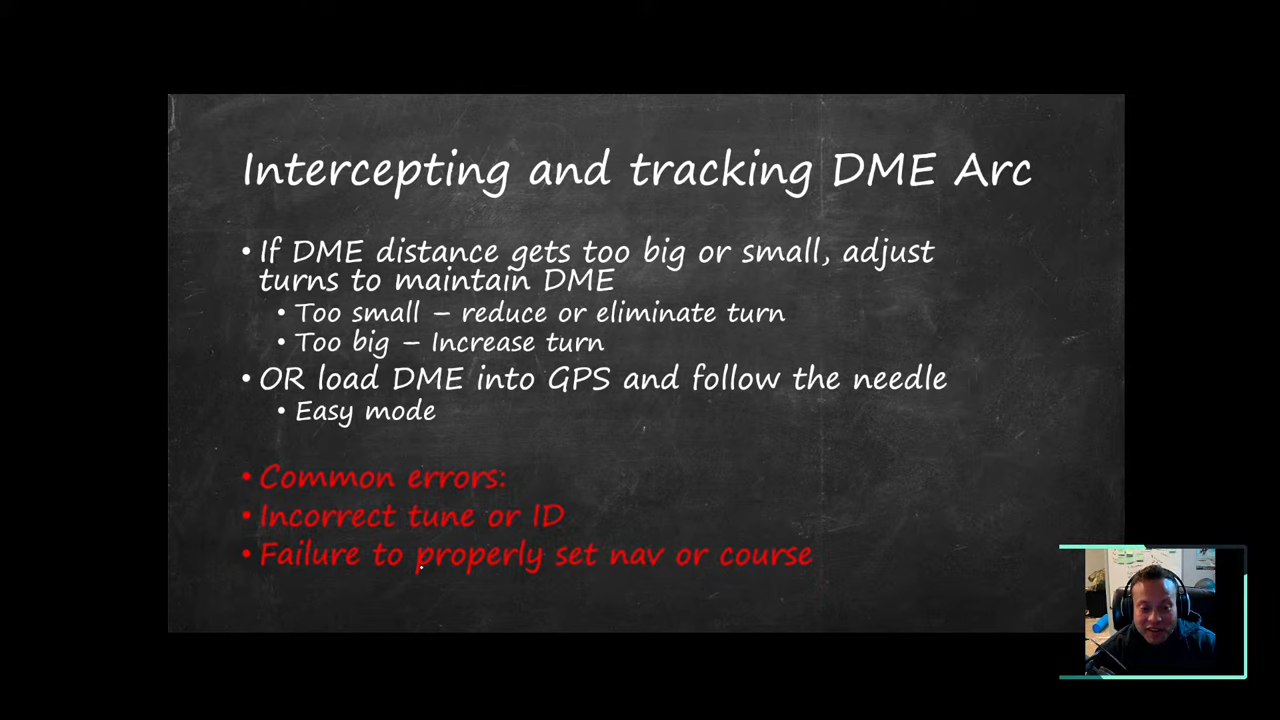 Intercepting and tracking DME Arc
• If DME distance gets too big or small, adjust
turns to maintain DME
• Too small – reduce or eliminate turn
• Too big – Increase turn
• OR load DME into GPS and follow the needle
• Easy mode
• Common errors:
• Incorrect tune or ID
• Failure to properly set nav or course